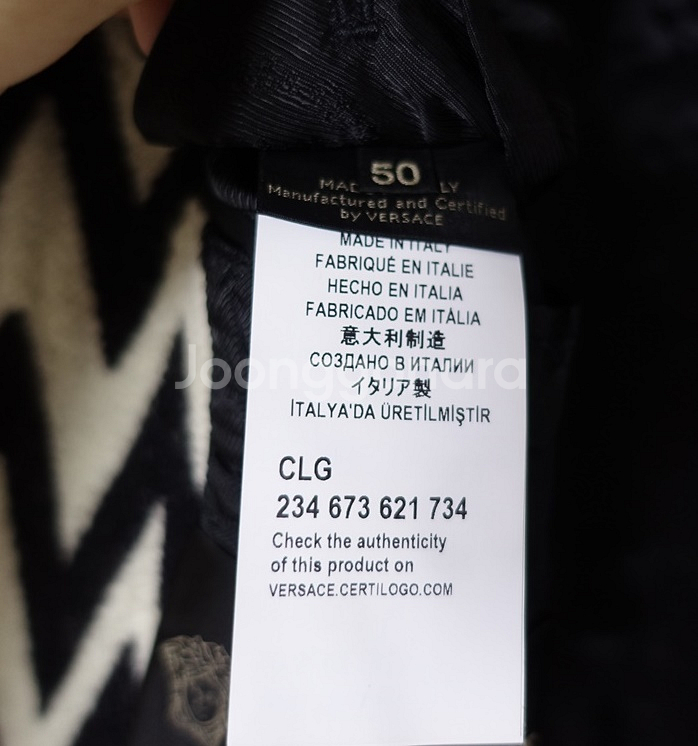 50
MAD LY
Manufactured and Certified
by VERSACE
MADE IN ITALY
FABRIQUÉ EN ITALIE
HECHO EN ITALIA
FABRICADO EM ITÁLIA
意大利制造
СОЗДАНО В ИТАЛИИ
イタリア製
İTALYA'DA ÜRETİLMİŞTİR
CLG
234 673 621 734
Check the authenticity
of this product on
VERSACE.CERTILOGO.COM